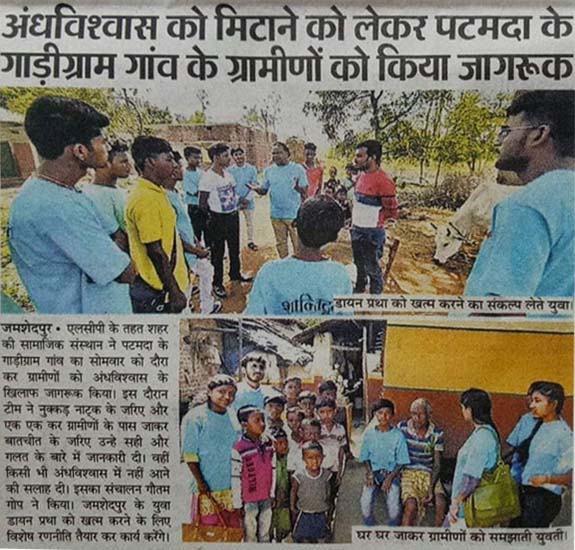 अंधविश्वास को मिटाने को लेकर पटमदा के
गाड़ीग्राम गांव के ग्रामीणों को किया जागरूक
डायन प्रथा को खत्म करने का संकल्प लेते युवा।
जमशेदपुर • एलसीपी के तहत शहर
की सामाजिक संस्थान ने पटमदा के
गाड़ीग्राम गांव का सोमवार को दौरा
कर ग्रामीणों को अंधविश्वास के
खिलाफ जागरूक किया। इस दौरान
टीम ने नुक्कड़ नाट्क के जरिए और
एक एक कर ग्रामीणों के पास जाकर
बातचीत के जरिए उन्हे सही और
गलत के बारे में जानकारी दी। वहीं
किसी भी अंधविश्वास में नहीं आने
की सलाह दी। इसका संचालन गौतम
गोप ने किया। जमशेदपुर के युवा
डायन प्रथा को खत्म करने के लिए
विशेष रणनीति तैयार कर कार्य करेंगे।
घर घर जाकर ग्रामीणों को समझाती युवती।